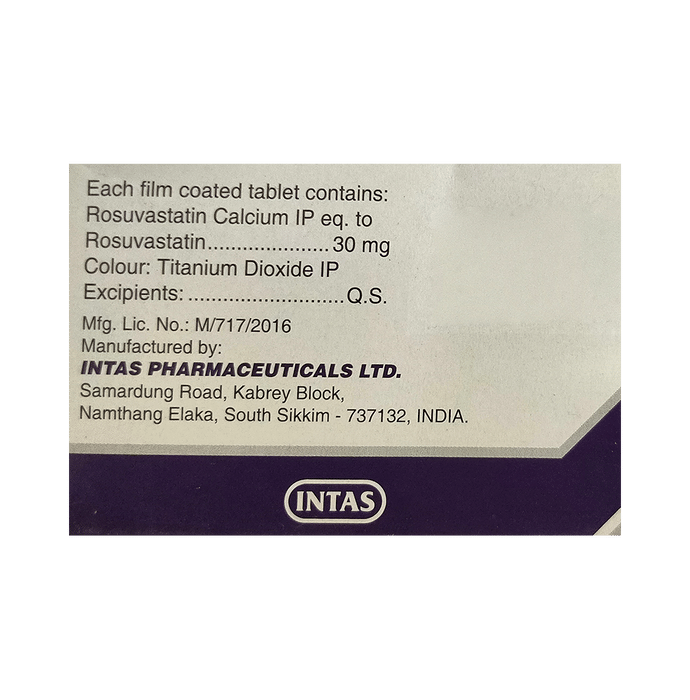 Each film coated tablet contains:
Rosuvastatin Calcium IP eq. to
Rosuvastatin.....................30 mg
Colour: Titanium Dioxide IP
Excipients: ...........................Q.S.
Mfg. Lic. No.: M/717/2016
Manufactured by:
INTAS PHARMACEUTICALS LTD.
Samardung Road, Kabrey Block,
Namthang Elaka, South Sikkim - 737132, INDIA.
INTAS